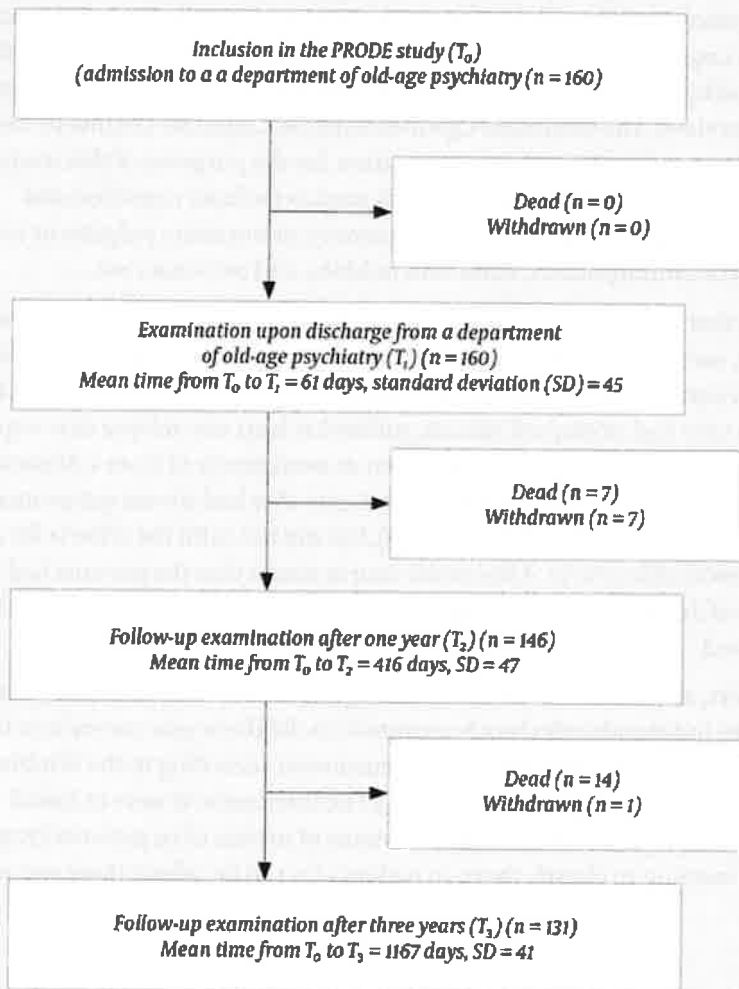 Inclusion in the PRODE study (T₀)
(admission to a a department of old-age psychiatry (n = 160)
Dead (n = 0)
Withdrawn (n = 0)
Examination upon discharge from a department
of old-age psychiatry (T₁) (n = 160)
Mean time from T₀ to T₁ = 61 days, standard deviation (SD) = 45
Dead (n = 7)
Withdrawn (n = 7)
Follow-up examination after one year (T₂) (n = 146)
Mean time from T₀ to T₂ = 416 days, SD = 47
Dead (n = 14)
Withdrawn (n = 1)
Follow-up examination after three years (T₃) (n = 131)
Mean time from T₀ to T₃ = 1167 days, SD = 41